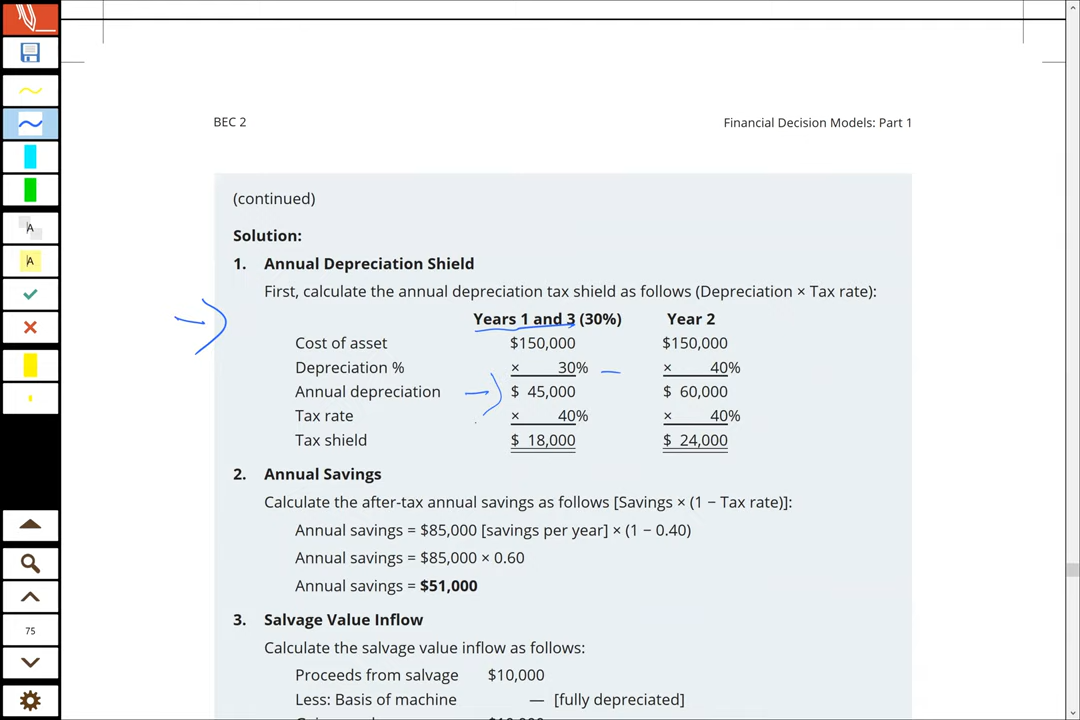 BEC 2
Financial Decision Models: Part 1
(continued)
Solution:
1. Annual Depreciation Shield
First, calculate the annual depreciation tax shield as follows (Depreciation × Tax rate):
Years 1 and 3 (30%) Year 2
Cost of asset $150,000 $150,000
Depreciation % × 30% × 40%
Annual depreciation $ 45,000 $ 60,000
Tax rate × 40% × 40%
Tax shield $ 18,000 $ 24,000
2. Annual Savings
Calculate the after-tax annual savings as follows [Savings × (1 − Tax rate)]:
Annual savings = $85,000 [savings per year] × (1 − 0.40)
Annual savings = $85,000 × 0.60
Annual savings = $51,000
3. Salvage Value Inflow
Calculate the salvage value inflow as follows:
Proceeds from salvage $10,000
Less: Basis of machine — [fully depreciated]
A
A
75